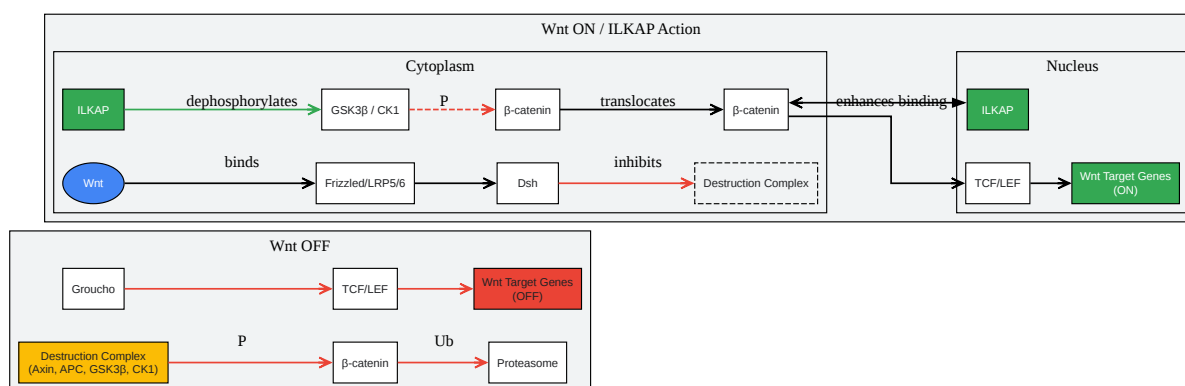 Wnt ON / ILKAP Action
Cytoplasm
Nucleus
ILKAP
dephosphorylates
GSK3β / CK1
P
β-catenin
translocates
β-catenin
enhances binding
ILKAP
Wnt
binds
Frizzled/LRP5/6
Dsh
inhibits
Destruction Complex
TCF/LEF
Wnt Target Genes
(ON)
Wnt OFF
Groucho
TCF/LEF
Wnt Target Genes
(OFF)
Destruction Complex
(Axin, APC, GSK3β, CK1)
P
β-catenin
Ub
Proteasome